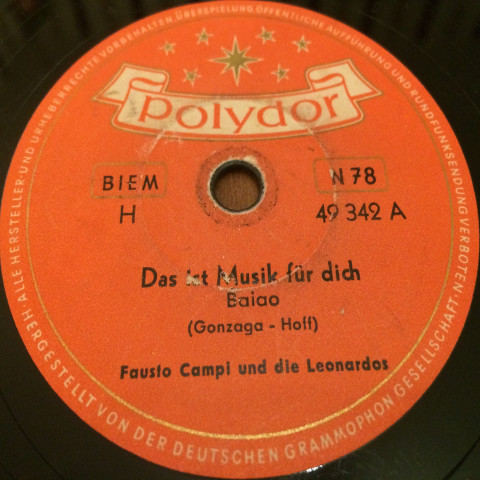 polydor
BIEM
N 78
H
49 342 A
Das ist Musik für dich
Baiao
(Gonzaga - Hoff)
Fausto Campi und die Leonardos
· ALLE HERSTELLER- UND URHEBERRECHTE VORBEHALTEN · ÜBERSPIELUNG, ÖFFENTLICHE AUFFÜHRUNG UND RUNDFUNKSENDUNG VERBOTEN ·
HERGESTELLT VON DER DEUTSCHEN GRAMMOPHON GESELLSCHAFT